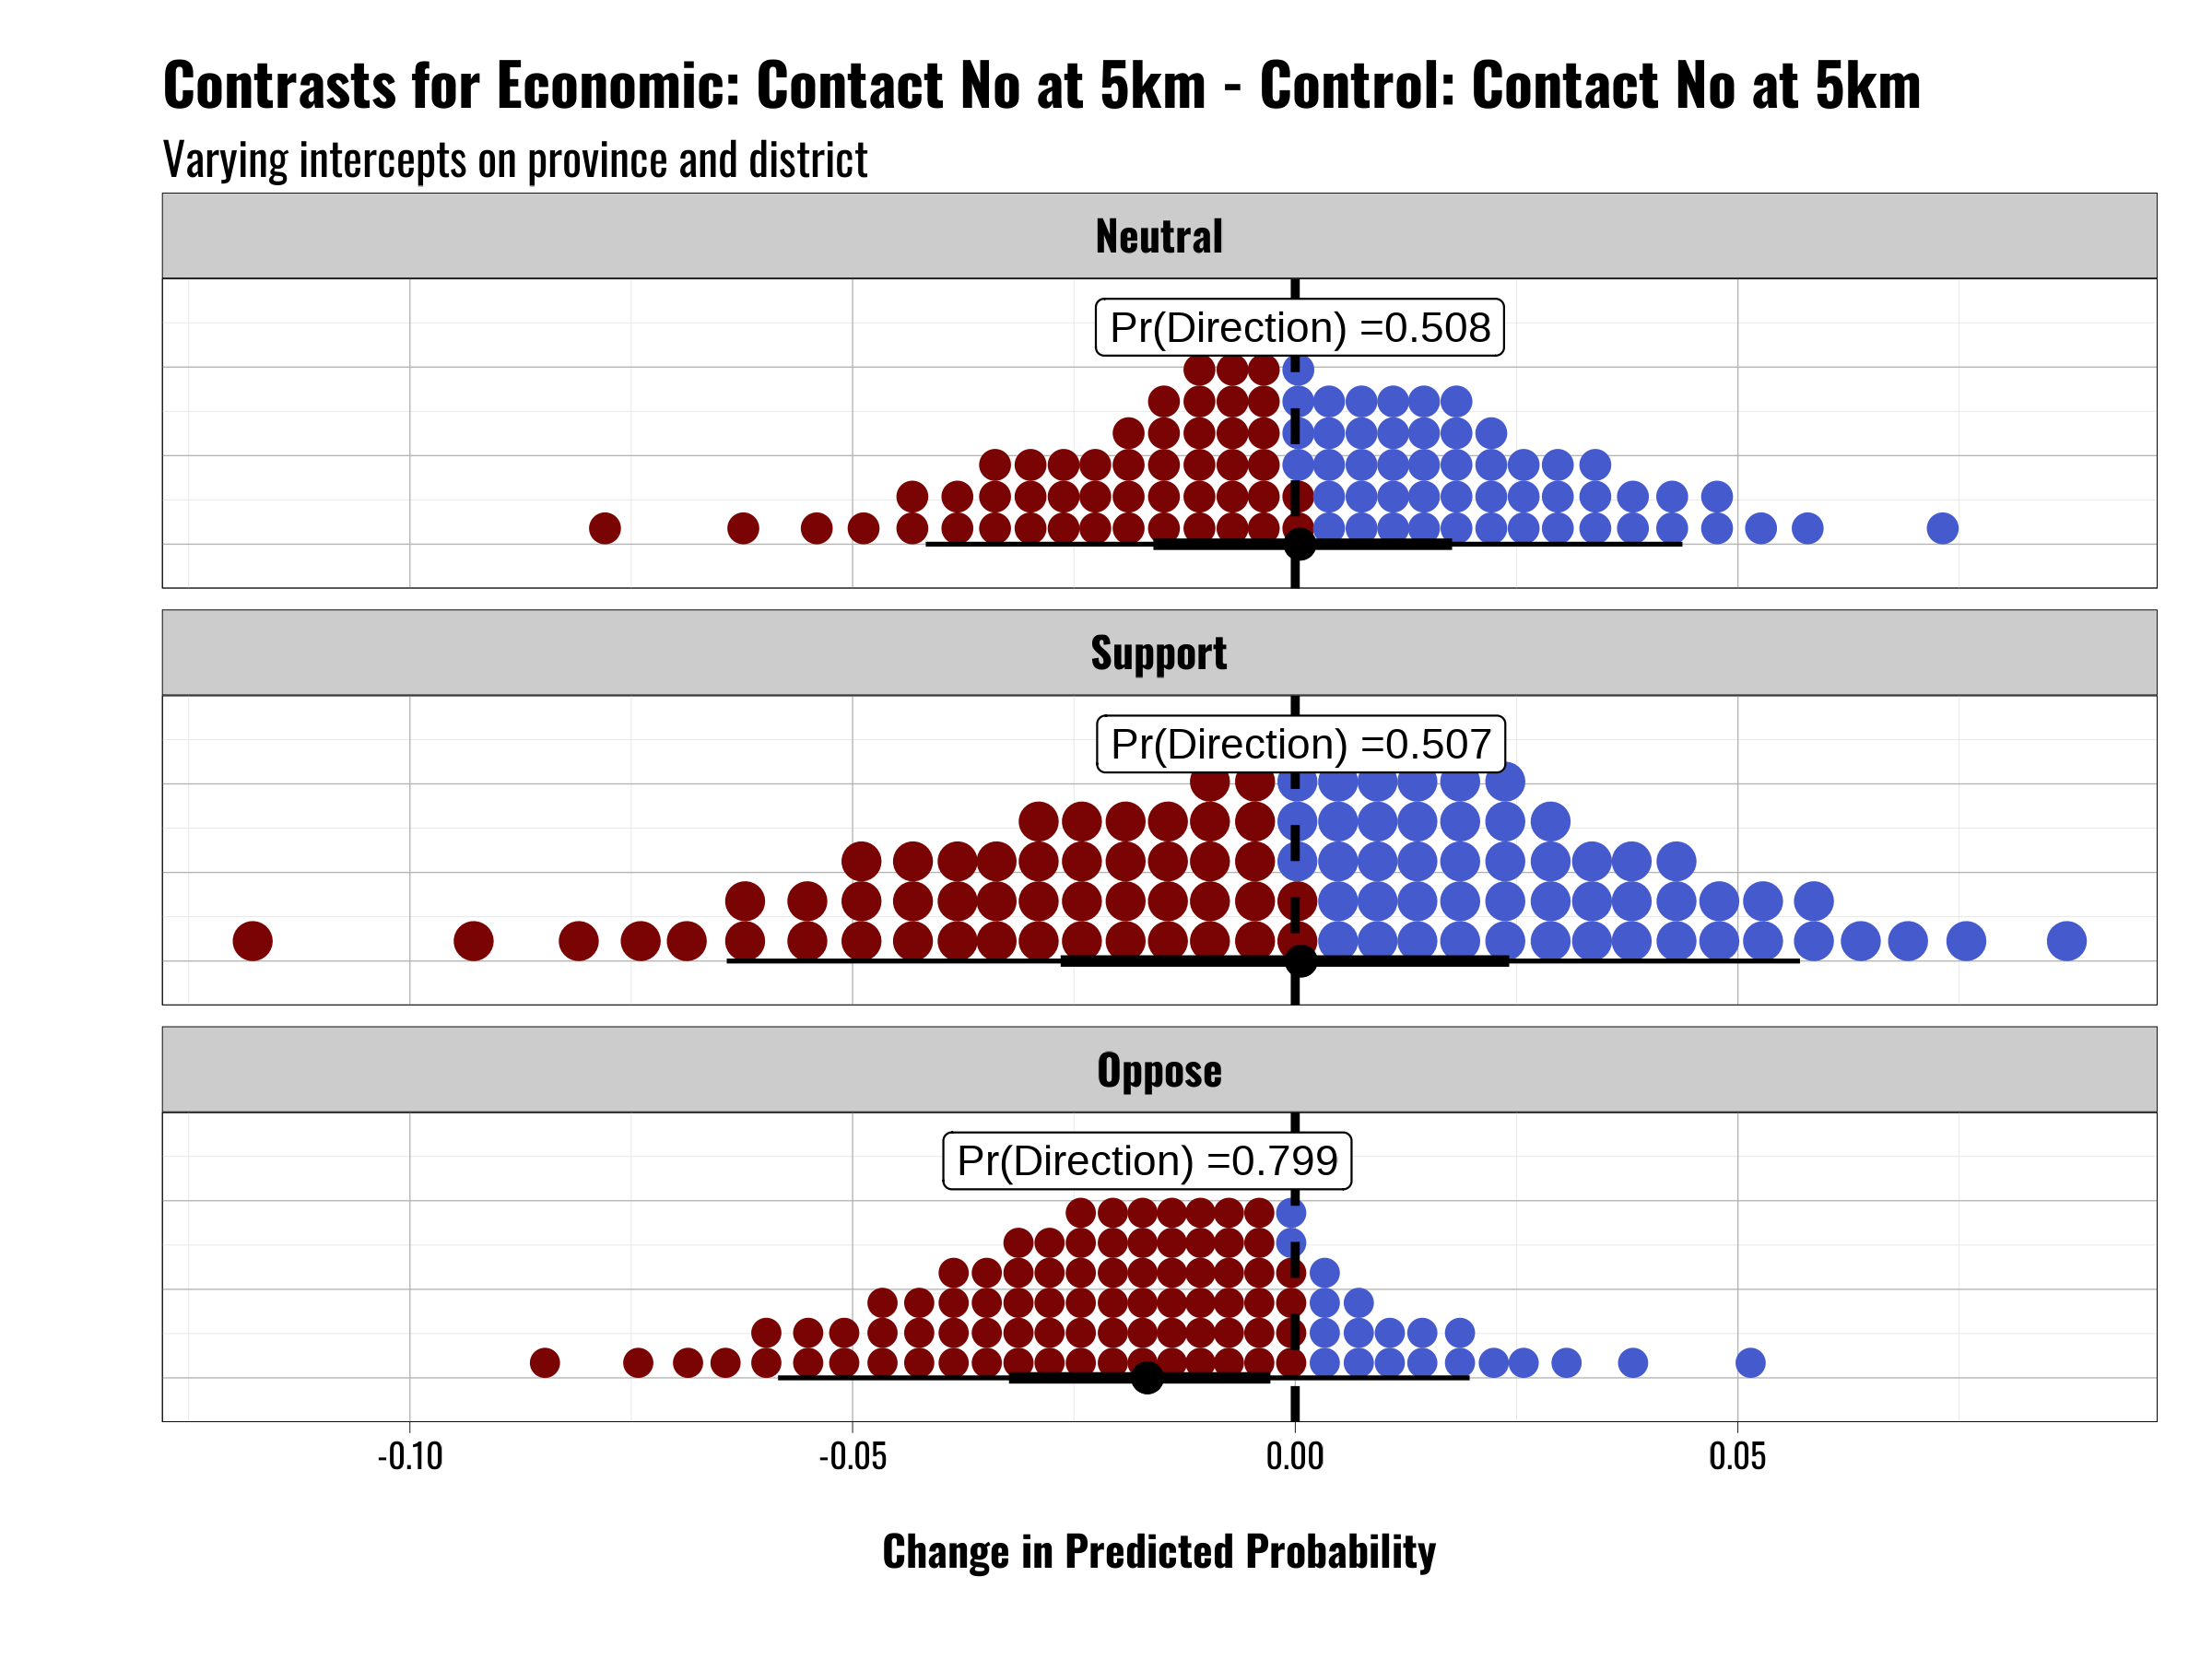 Contrasts for Economic: Contact No at 5km - Control: Contact No at 5km
Varying intercepts on province and district
Neutral
Pr(Direction) =0.508
Support
Pr(Direction) =0.507
Oppose
Pr(Direction) =0.799
-0.10 -0.05 0.00 0.05
Change in Predicted Probability